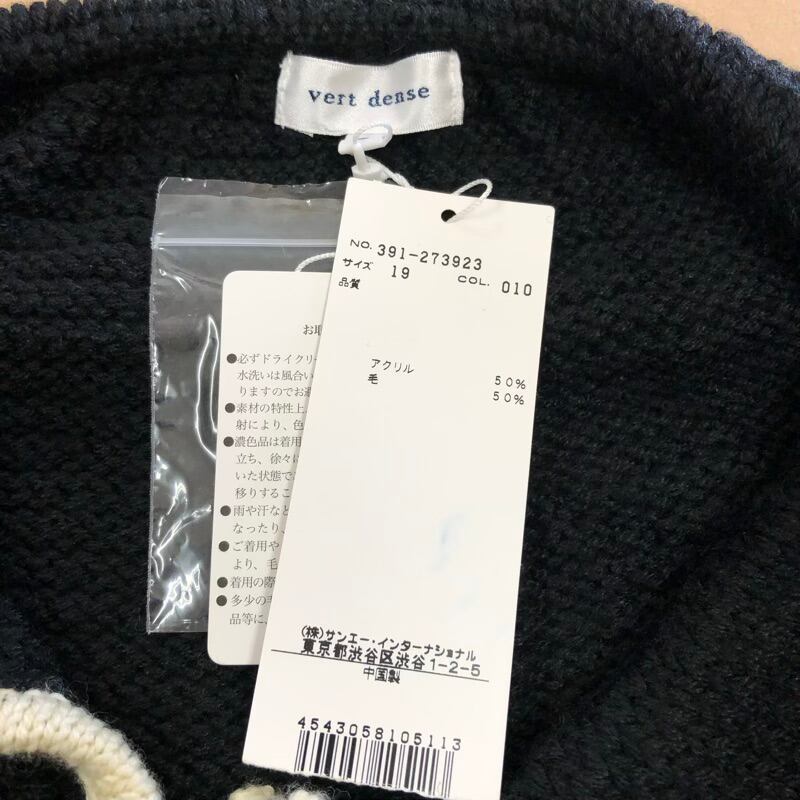 vert dense
NO. 391-273923
サイズ 19 COL. 010
品質
アクリル 50%
毛 50%
(株)サンエー・インターナショナル
東京都渋谷区渋谷1-2-5
中国製
4543058105113
お取
●必ずドライクリー
水洗いは風合い
りますのでお避
●素材の特性上、
射により、色
●濃色品は着用
立ち、徐々に
いた状態で
移りするこ
●雨や汗など
なったり、
●ご着用や
より、毛
●着用の際
●多少の毛
品等に、